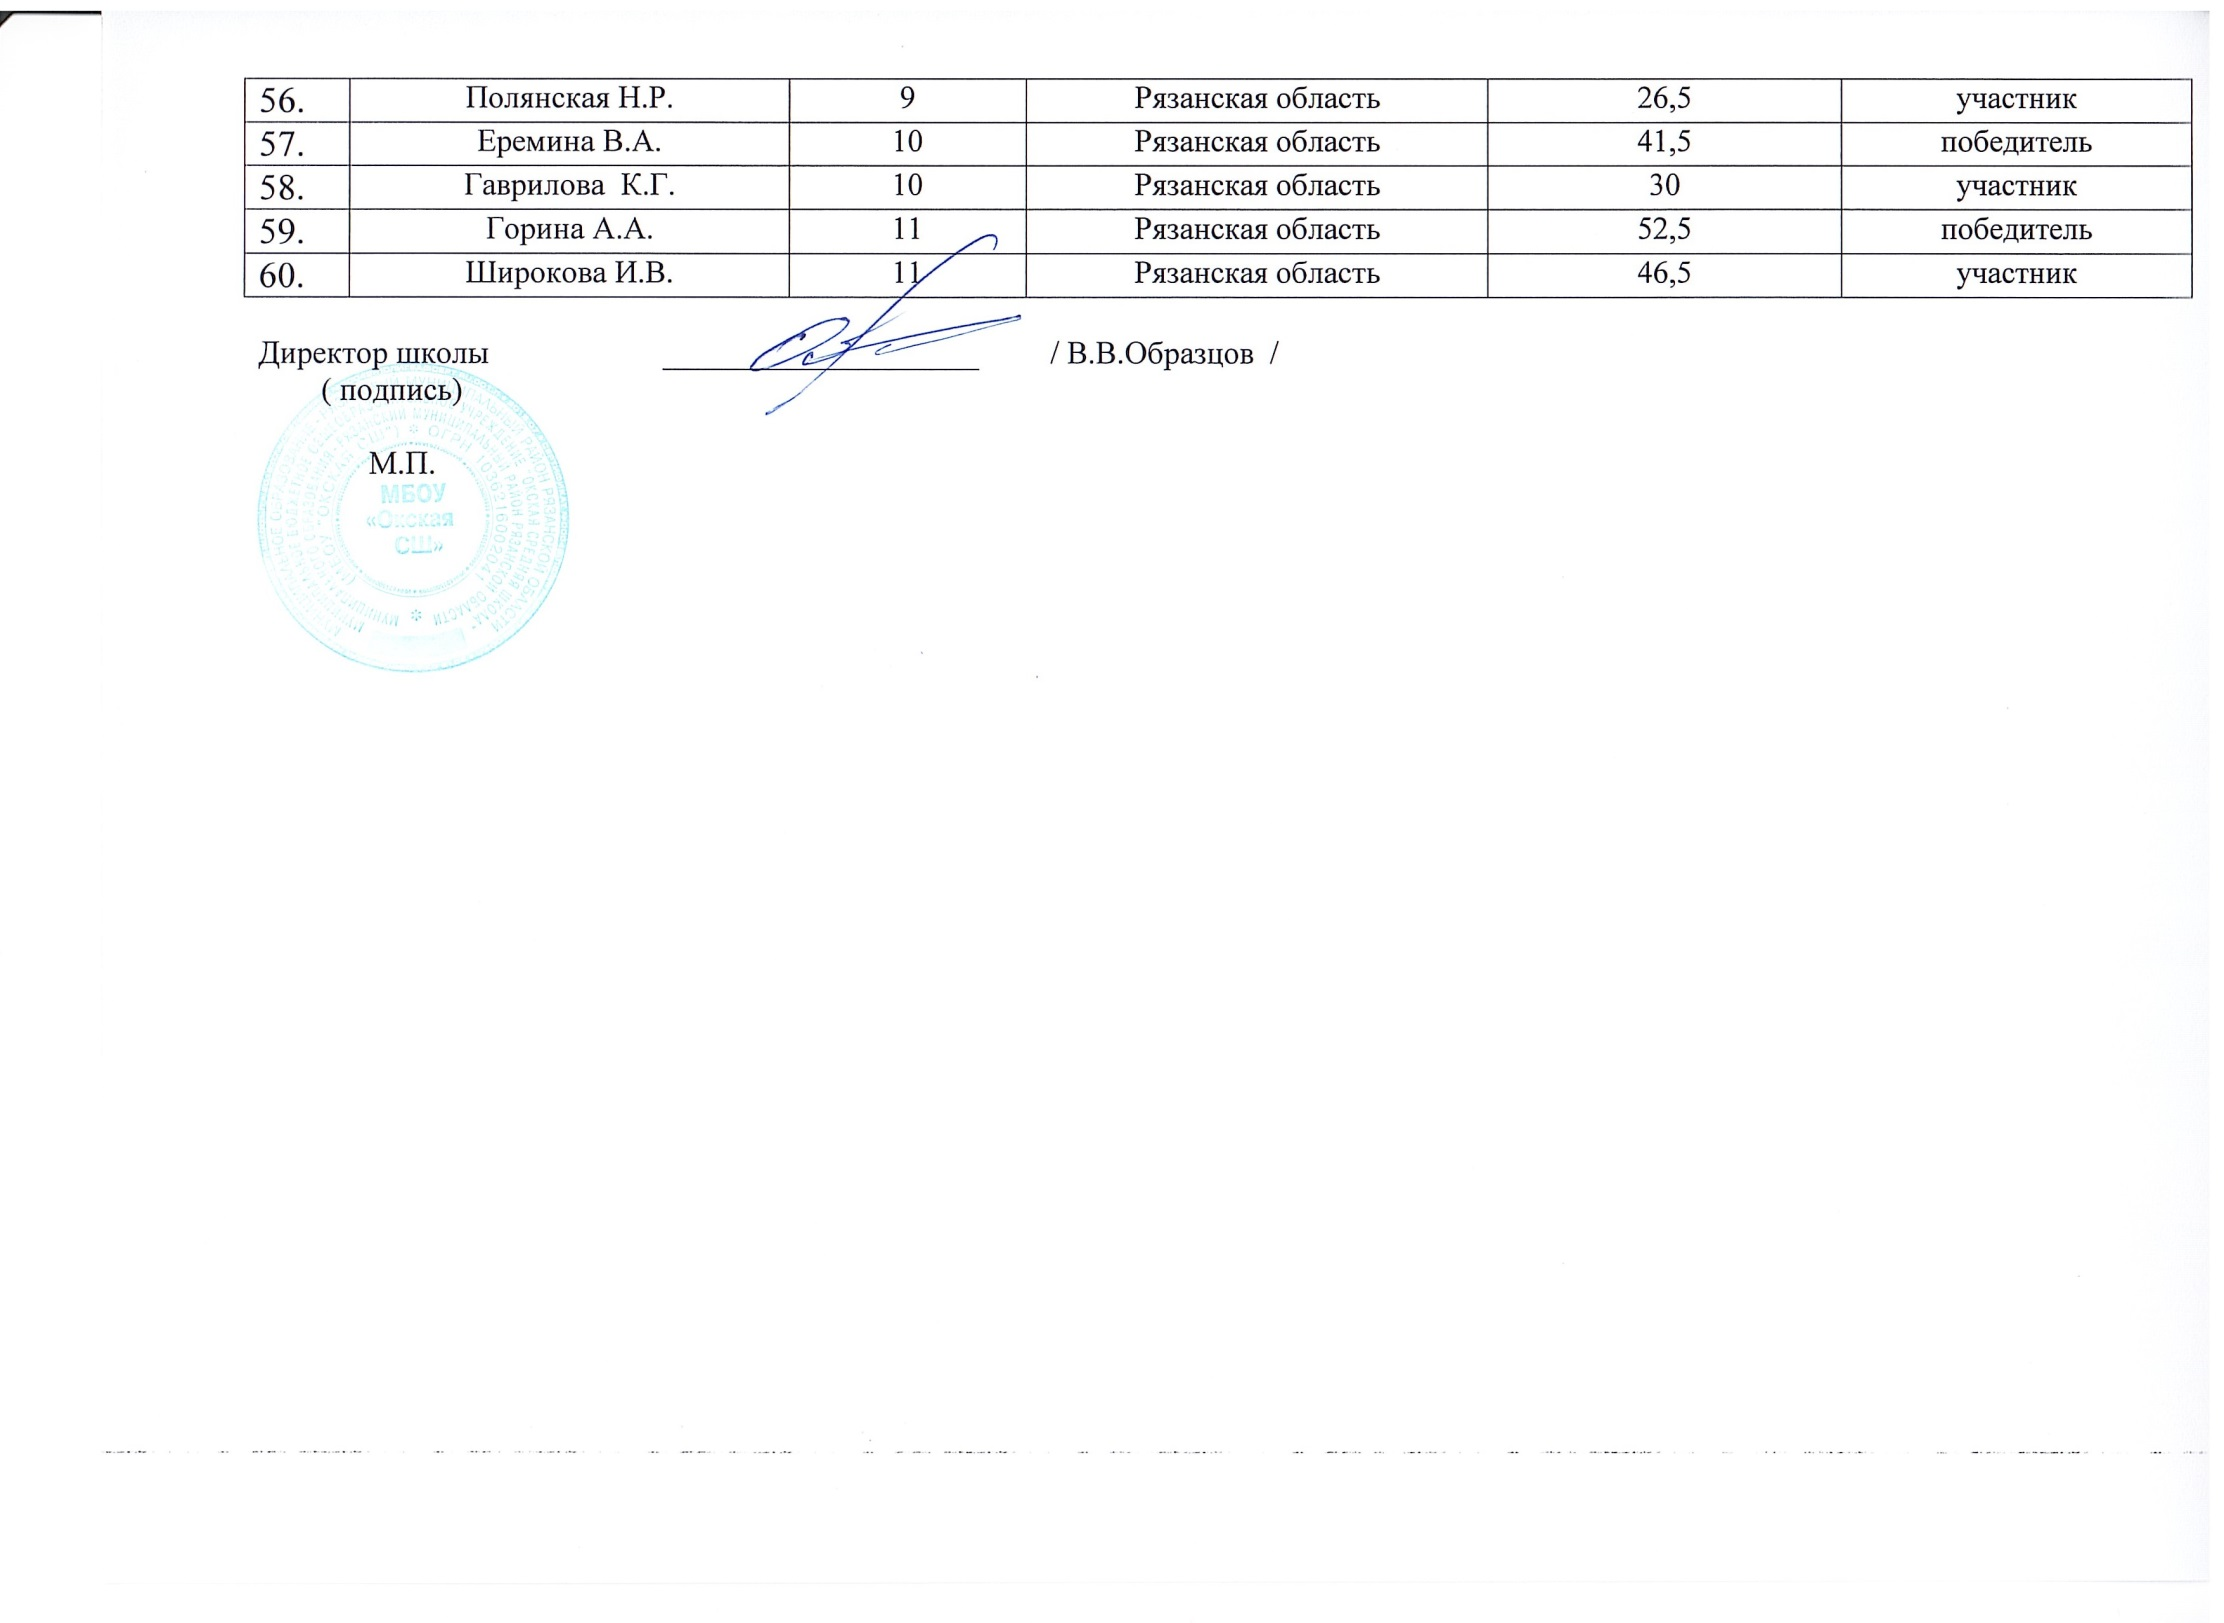 56. Полянская Н.Р. 9 Рязанская область 26,5 участник
57. Еремина В.А. 10 Рязанская область 41,5 победитель
58. Гаврилова К.Г. 10 Рязанская область 30 участник
59. Горина А.А. 11 Рязанская область 52,5 победитель
60. Широкова И.В. 11 Рязанская область 46,5 участник
Директор школы / В.В.Образцов /
( подпись)
М.П.
МБОУ
«Окская
СШ»